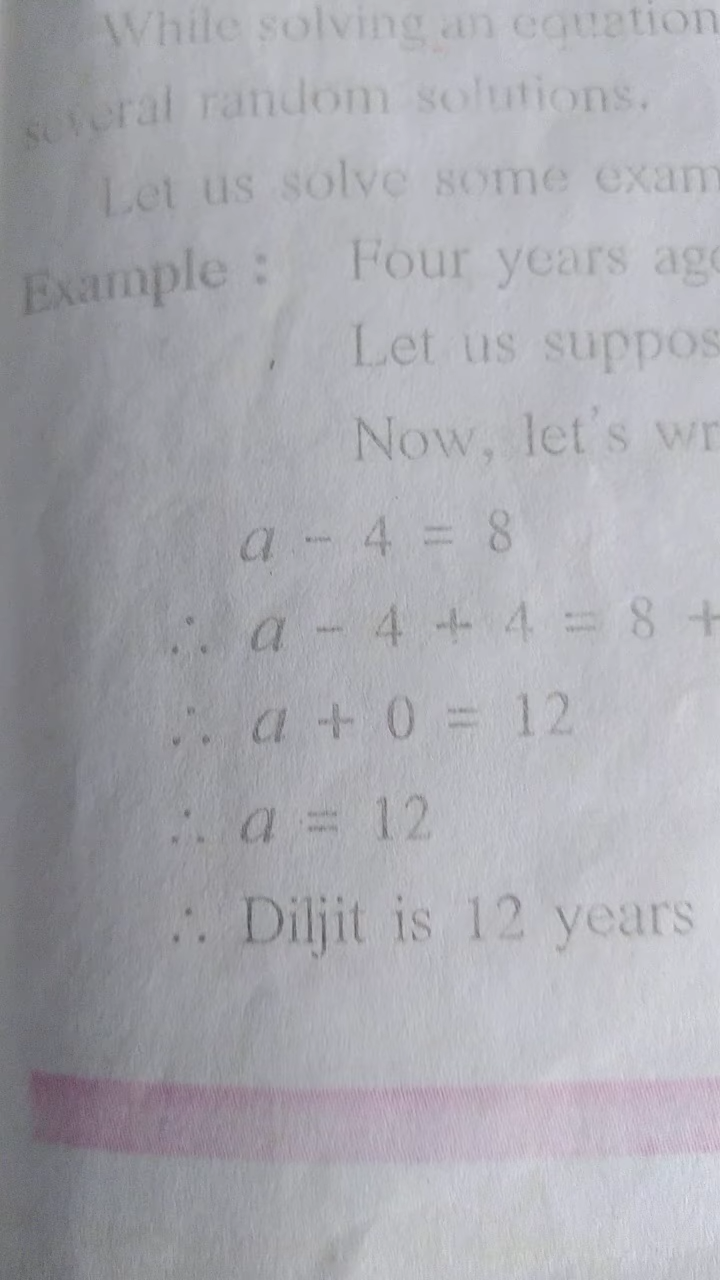 While solving an equation
several random solutions.
Let us solve some exam
Example : Four years ago
Let us suppos
Now, let's wr
a − 4 = 8
∴ a − 4 + 4 = 8 +
∴ a + 0 = 12
∴ a = 12
∴ Diljit is 12 years